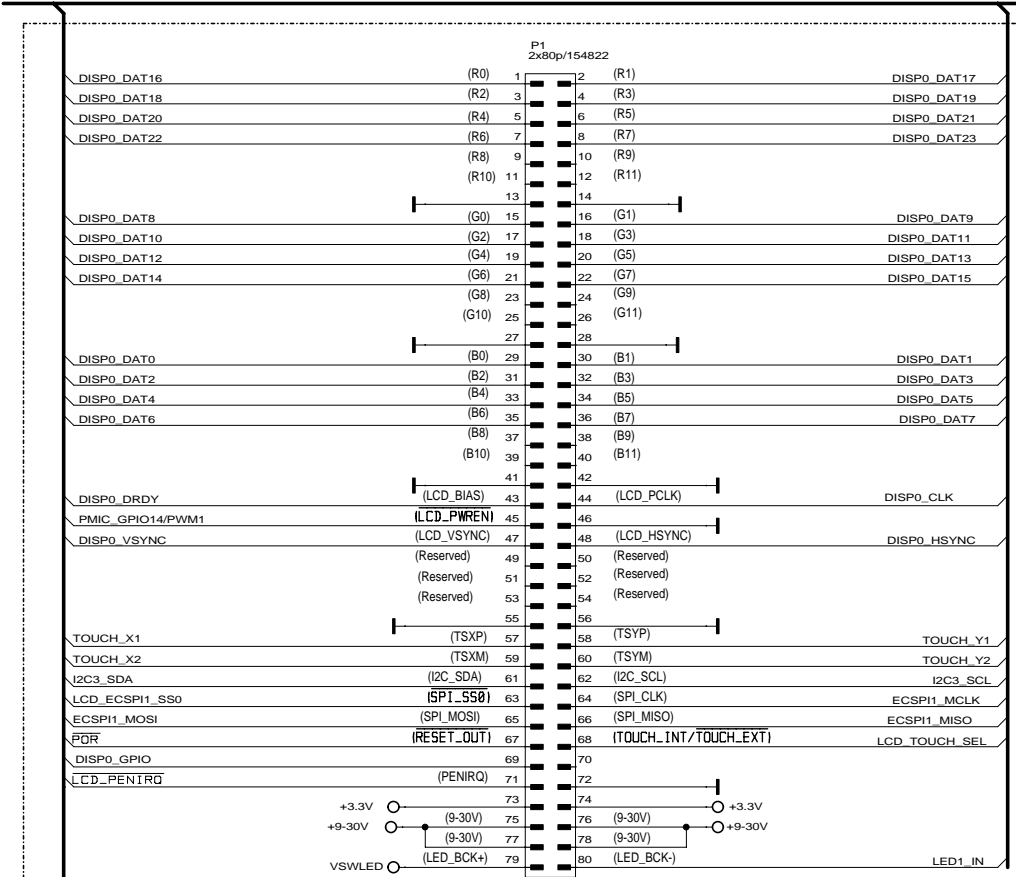 P1
2x80p/154822
DISP0_DAT16 (R0) 1 2 (R1) DISP0_DAT17
DISP0_DAT18 (R2) 3 4 (R3) DISP0_DAT19
DISP0_DAT20 (R4) 5 6 (R5) DISP0_DAT21
DISP0_DAT22 (R6) 7 8 (R7) DISP0_DAT23
(R8) 9 10 (R9)
(R10) 11 12 (R11)
13 14
DISP0_DAT8 (G0) 15 16 (G1) DISP0_DAT9
DISP0_DAT10 (G2) 17 18 (G3) DISP0_DAT11
DISP0_DAT12 (G4) 19 20 (G5) DISP0_DAT13
DISP0_DAT14 (G6) 21 22 (G7) DISP0_DAT15
(G8) 23 24 (G9)
(G10) 25 26 (G11)
27 28
DISP0_DAT0 (B0) 29 30 (B1) DISP0_DAT1
DISP0_DAT2 (B2) 31 32 (B3) DISP0_DAT3
DISP0_DAT4 (B4) 33 34 (B5) DISP0_DAT5
DISP0_DAT6 (B6) 35 36 (B7) DISP0_DAT7
(B8) 37 38 (B9)
(B10) 39 40 (B11)
41 42
DISP0_DRDY (LCD_BIAS) 43 44 (LCD_PCLK) DISP0_CLK
PMIC_GPIO14/PWM1 (LCD_PWREN) 45 46
DISP0_VSYNC (LCD_VSYNC) 47 48 (LCD_HSYNC) DISP0_HSYNC
(Reserved) 49 50 (Reserved)
(Reserved) 51 52 (Reserved)
(Reserved) 53 54 (Reserved)
55 56
TOUCH_X1 (TSXP) 57 58 (TSYP) TOUCH_Y1
TOUCH_X2 (TSXM) 59 60 (TSYM) TOUCH_Y2
I2C3_SDA (I2C_SDA) 61 62 (I2C_SCL) I2C3_SCL
LCD_ECSPI1_SS0 (SPI_SS0) 63 64 (SPI_CLK) ECSPI1_MCLK
ECSPI1_MOSI (SPI_MOSI) 65 66 (SPI_MISO) ECSPI1_MISO
POR (RESET_OUT) 67 68 (TOUCH_INT/TOUCH_EXT) LCD_TOUCH_SEL
DISP0_GPIO 69 70
LCD_PENIRQ (PENIRQ) 71 72
+3.3V 73 74 +3.3V
+9-30V (9-30V) 75 76 (9-30V) +9-30V
(9-30V) 77 78 (9-30V)
VSWLED (LED_BCK+) 79 80 (LED_BCK-) LED1_IN